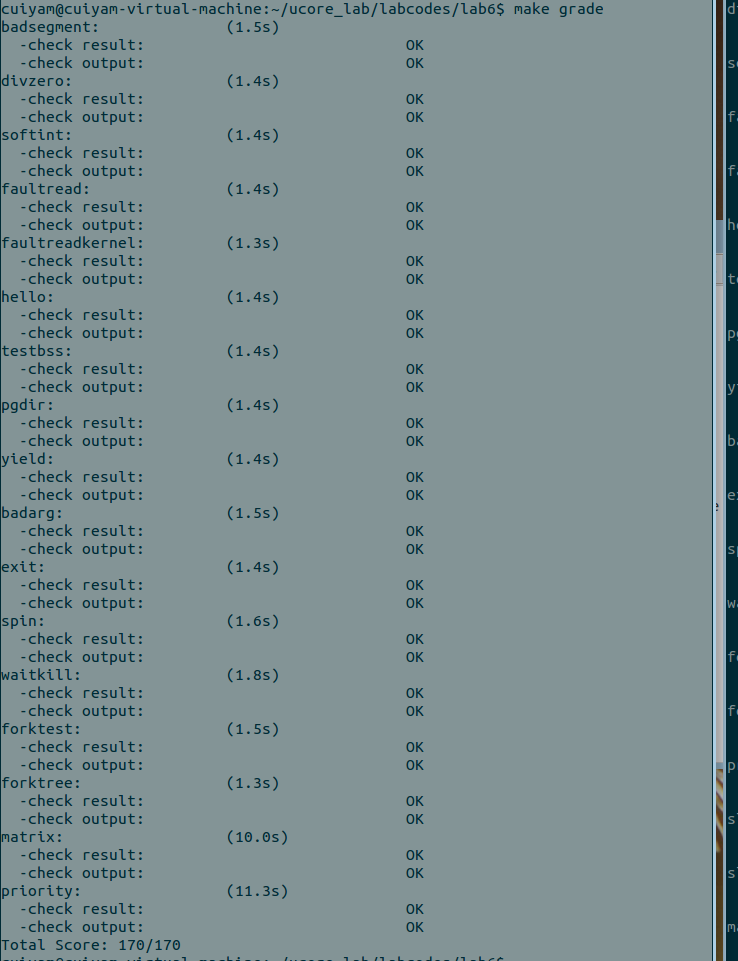 cuiyam@cuiyam-virtual-machine:~/ucore_lab/labcodes/lab6$ make grade
badsegment: (1.5s)
-check result: OK
-check output: OK
divzero: (1.4s)
-check result: OK
-check output: OK
softint: (1.4s)
-check result: OK
-check output: OK
faultread: (1.4s)
-check result: OK
-check output: OK
faultreadkernel: (1.3s)
-check result: OK
-check output: OK
hello: (1.4s)
-check result: OK
-check output: OK
testbss: (1.4s)
-check result: OK
-check output: OK
pgdir: (1.4s)
-check result: OK
-check output: OK
yield: (1.4s)
-check result: OK
-check output: OK
badarg: (1.5s)
-check result: OK
-check output: OK
exit: (1.4s)
-check result: OK
-check output: OK
spin: (1.6s)
-check result: OK
-check output: OK
waitkill: (1.8s)
-check result: OK
-check output: OK
forktest: (1.5s)
-check result: OK
-check output: OK
forktree: (1.3s)
-check result: OK
-check output: OK
matrix: (10.0s)
-check result: OK
-check output: OK
priority: (11.3s)
-check result: OK
-check output: OK
Total Score: 170/170
cuiyam@cuiyam-virtual-machine:~/ucore_lab/labcodes/lab6$